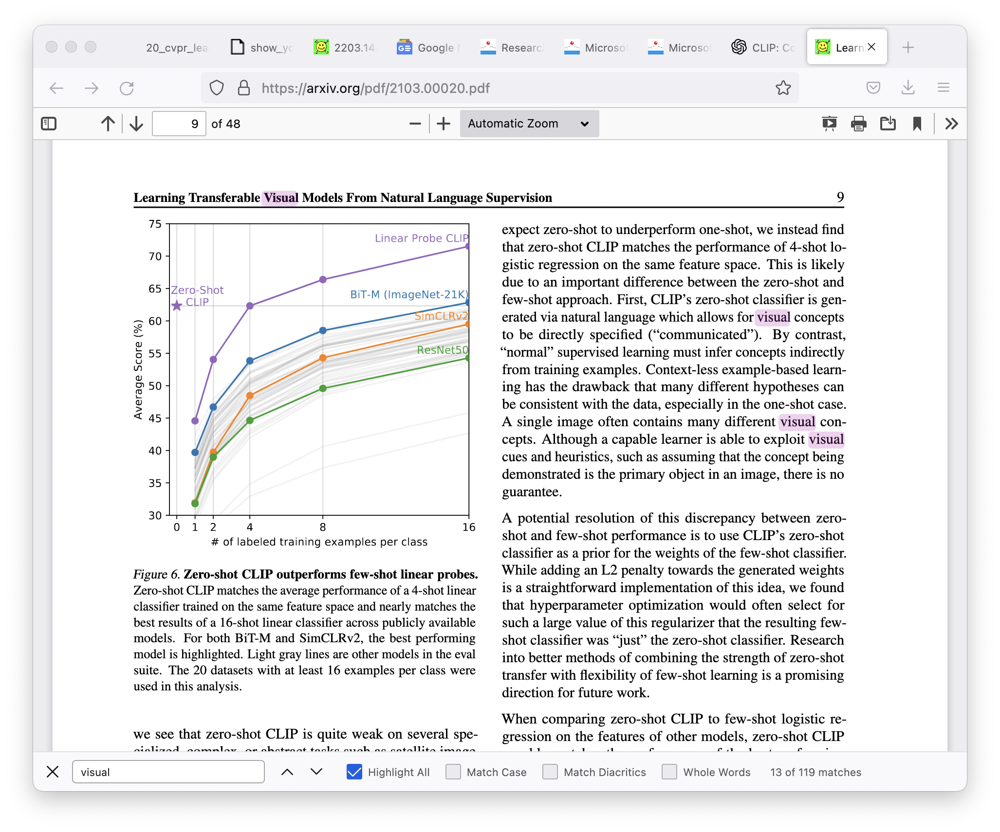 20_cvpr_lea
show_yo
2203.14
Google
Researc
Microso
Microso
CLIP: Co
Learn
https://arxiv.org/pdf/2103.00020.pdf
9 of 48
Automatic Zoom
Learning Transferable Visual Models From Natural Language Supervision 9
75
70
65
60
55
50
45
40
35
30
Average Score (%)
Linear Probe CLIP
Zero-Shot
CLIP
BiT-M (ImageNet-21K)
SimCLRv2
ResNet50
0 1 2 4 8 16
# of labeled training examples per class
Figure 6. Zero-shot CLIP outperforms few-shot linear probes.
Zero-shot CLIP matches the average performance of a 4-shot linear
classifier trained on the same feature space and nearly matches the
best results of a 16-shot linear classifier across publicly available
models. For both BiT-M and SimCLRv2, the best performing
model is highlighted. Light gray lines are other models in the eval
suite. The 20 datasets with at least 16 examples per class were
used in this analysis.
we see that zero-shot CLIP is quite weak on several spe-
cialized, complex, or abstract tasks such as satellite image
expect zero-shot to underperform one-shot, we instead find
that zero-shot CLIP matches the performance of 4-shot lo-
gistic regression on the same feature space. This is likely
due to an important difference between the zero-shot and
few-shot approach. First, CLIP’s zero-shot classifier is gen-
erated via natural language which allows for visual concepts
to be directly specified (“communicated”). By contrast,
“normal” supervised learning must infer concepts indirectly
from training examples. Context-less example-based learn-
ing has the drawback that many different hypotheses can
be consistent with the data, especially in the one-shot case.
A single image often contains many different visual con-
cepts. Although a capable learner is able to exploit visual
cues and heuristics, such as assuming that the concept being
demonstrated is the primary object in an image, there is no
guarantee.
A potential resolution of this discrepancy between zero-
shot and few-shot performance is to use CLIP’s zero-shot
classifier as a prior for the weights of the few-shot classifier.
While adding an L2 penalty towards the generated weights
is a straightforward implementation of this idea, we found
that hyperparameter optimization would often select for
such a large value of this regularizer that the resulting few-
shot classifier was “just” the zero-shot classifier. Research
into better methods of combining the strength of zero-shot
transfer with flexibility of few-shot learning is a promising
direction for future work.
When comparing zero-shot CLIP to few-shot logistic re-
gression on the features of other models, zero-shot CLIP
visual
Highlight All
Match Case
Match Diacritics
Whole Words
13 of 119 matches